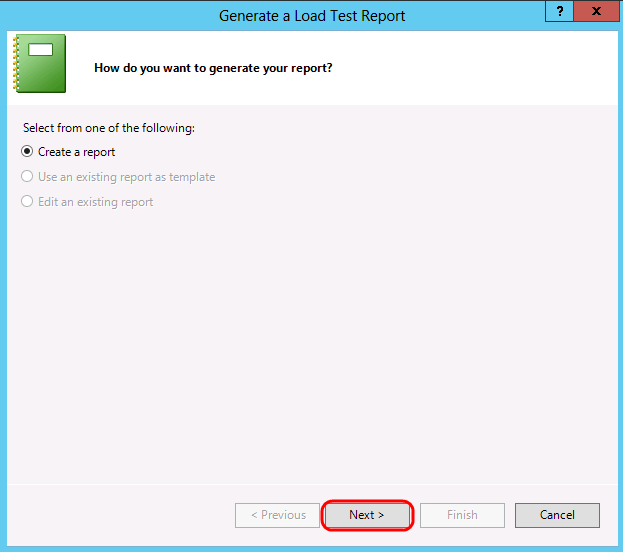 Generate a Load Test Report
? x
How do you want to generate your report?
Select from one of the following:
Create a report
Use an existing report as template
Edit an existing report
< Previous Next > Finish Cancel